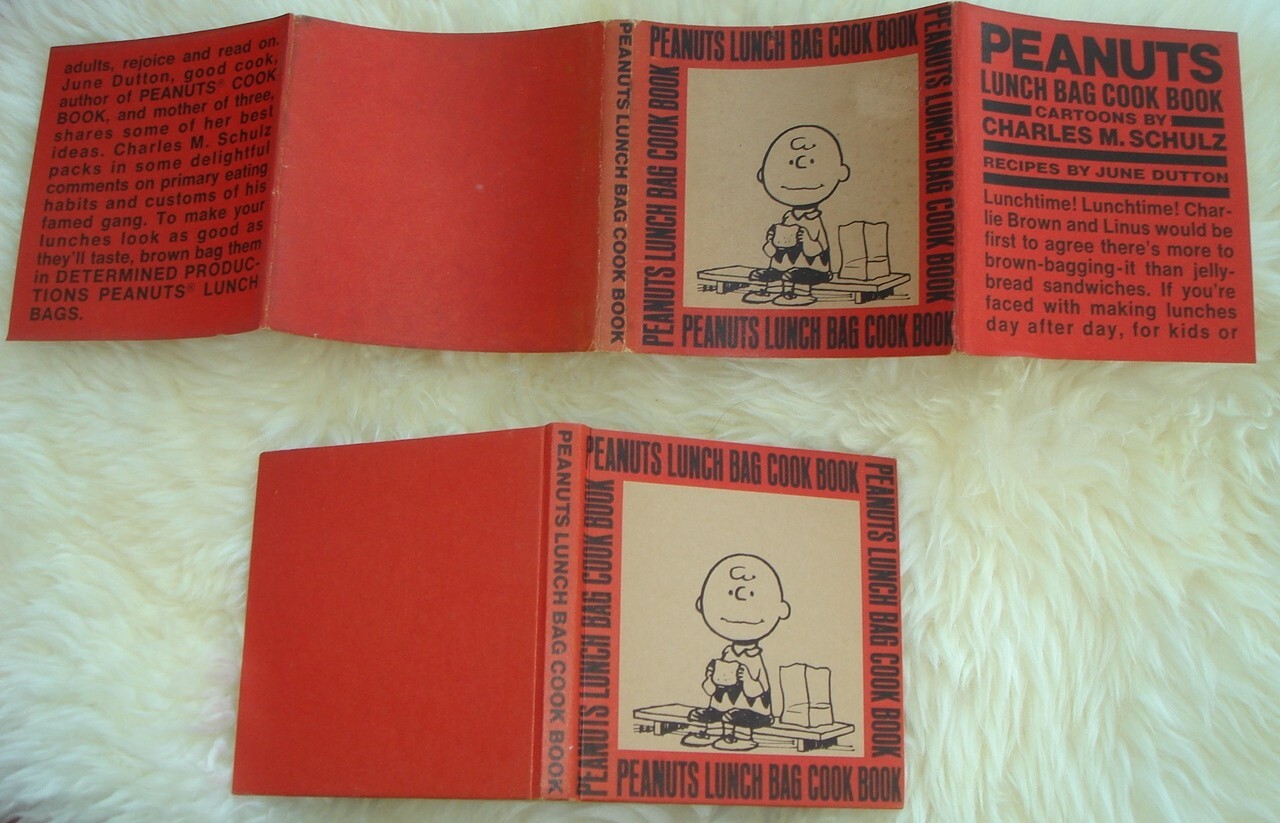 adults, rejoice and read on.
June Dutton, good cook,
author of PEANUTS® COOK
BOOK, and mother of three,
shares some of her best
ideas. Charles M. Schulz
packs in some delightful
comments on primary eating
habits and customs of his
famed gang. To make your
lunches look as good as
they'll taste, brown bag them
in DETERMINED PRODUC-
TIONS PEANUTS® LUNCH
BAGS.
PEANUTS LUNCH BAG COOK BOOK
PEANUTS LUNCH BAG COOK BOOK
PEANUTS LUNCH BAG COOK BOOK
PEANUTS LUNCH BAG COOK BOOK
PEANUTS LUNCH BAG COOK BOOK
PEANUTS®
LUNCH BAG COOK BOOK
CARTOONS BY
CHARLES M. SCHULZ
RECIPES BY JUNE DUTTON
Lunchtime! Lunchtime! Char-
lie Brown and Linus would be
first to agree there's more to
brown-bagging-it than jelly-
bread sandwiches. If you're
faced with making lunches
day after day, for kids or
PEANUTS LUNCH BAG COOK BOOK
PEANUTS LUNCH BAG COOK BOOK
PEANUTS LUNCH BAG COOK BOOK
PEANUTS LUNCH BAG COOK BOOK
PEANUTS LUNCH BAG COOK BOOK